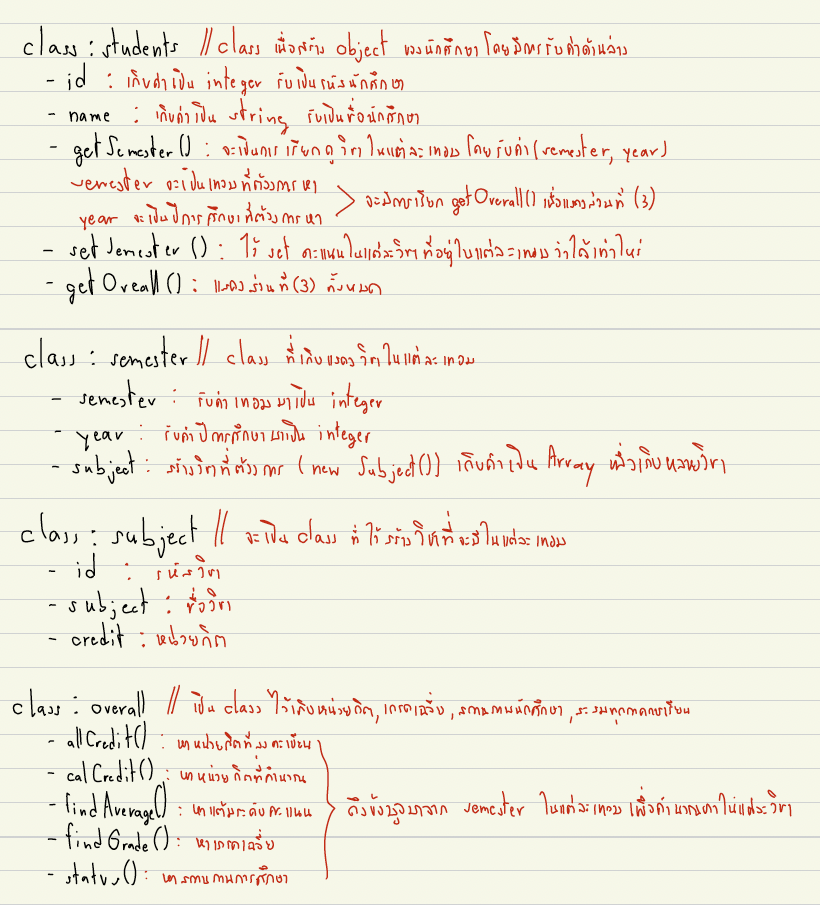 class : students // class เพื่อสร้าง object ของนักศึกษา โดยมีการรับค่าด้านล่าง
- id : เก็บค่าเป็น integer รับเป็นรหัสนักศึกษา
- name : เก็บค่าเป็น string รับเป็นชื่อนักศึกษา
- getSemester() : จะเป็นการเรียกดูวิชาในแต่ละเทอม โดยรับค่า (semester, year)
semester จะเป็นเทอมที่ต้องการหา
year จะเป็นปีการศึกษาที่ต้องการหา
จะมีการเรียก getOverall() เพื่อแสดงส่วนที่ (3)
- setSemester () : ไว้ set คะแนนในแต่ละวิชาที่อยู่ในแต่ละเทอมว่าได้เท่าไหร่
- getOveall() : แสดงส่วนที่ (3) ทั้งหมด
class : semester // class ที่เก็บแสดงวิชาในแต่ละเทอม
- semester : รับค่าเทอมมาเป็น integer
- year : รับค่าปีการศึกษามาเป็น integer
- subject : สร้างวิชาที่ต้องการ (new Subject()) เก็บค่าเป็น Array เพื่อเก็บหลายวิชา
class : subject // จะเป็น class ที่ไว้สร้างวิชาที่จะมีในแต่ละเทอม
- id : รหัสวิชา
- subject : ชื่อวิชา
- credit : หน่วยกิต
class : overall // เป็น class ไว้เก็บหน่วยกิต, เกรดเฉลี่ย, สถานภาพนักศึกษา, ระรมทุกภาคการเรียน
- allCredit() : หาหน่วยกิตที่ลงทะเบียน
- calCredit() : หาหน่วยกิตที่คำนวณ
- findAverage() : หาแต้มระดับคะแนน
- findGrade() : หาเกรดเฉลี่ย
- status() : หาสถานภาพการศึกษา
ดึงข้อมูลมาจาก semester ในแต่ละเทอม เพื่อคำนวณค่าในแต่ละวิชา